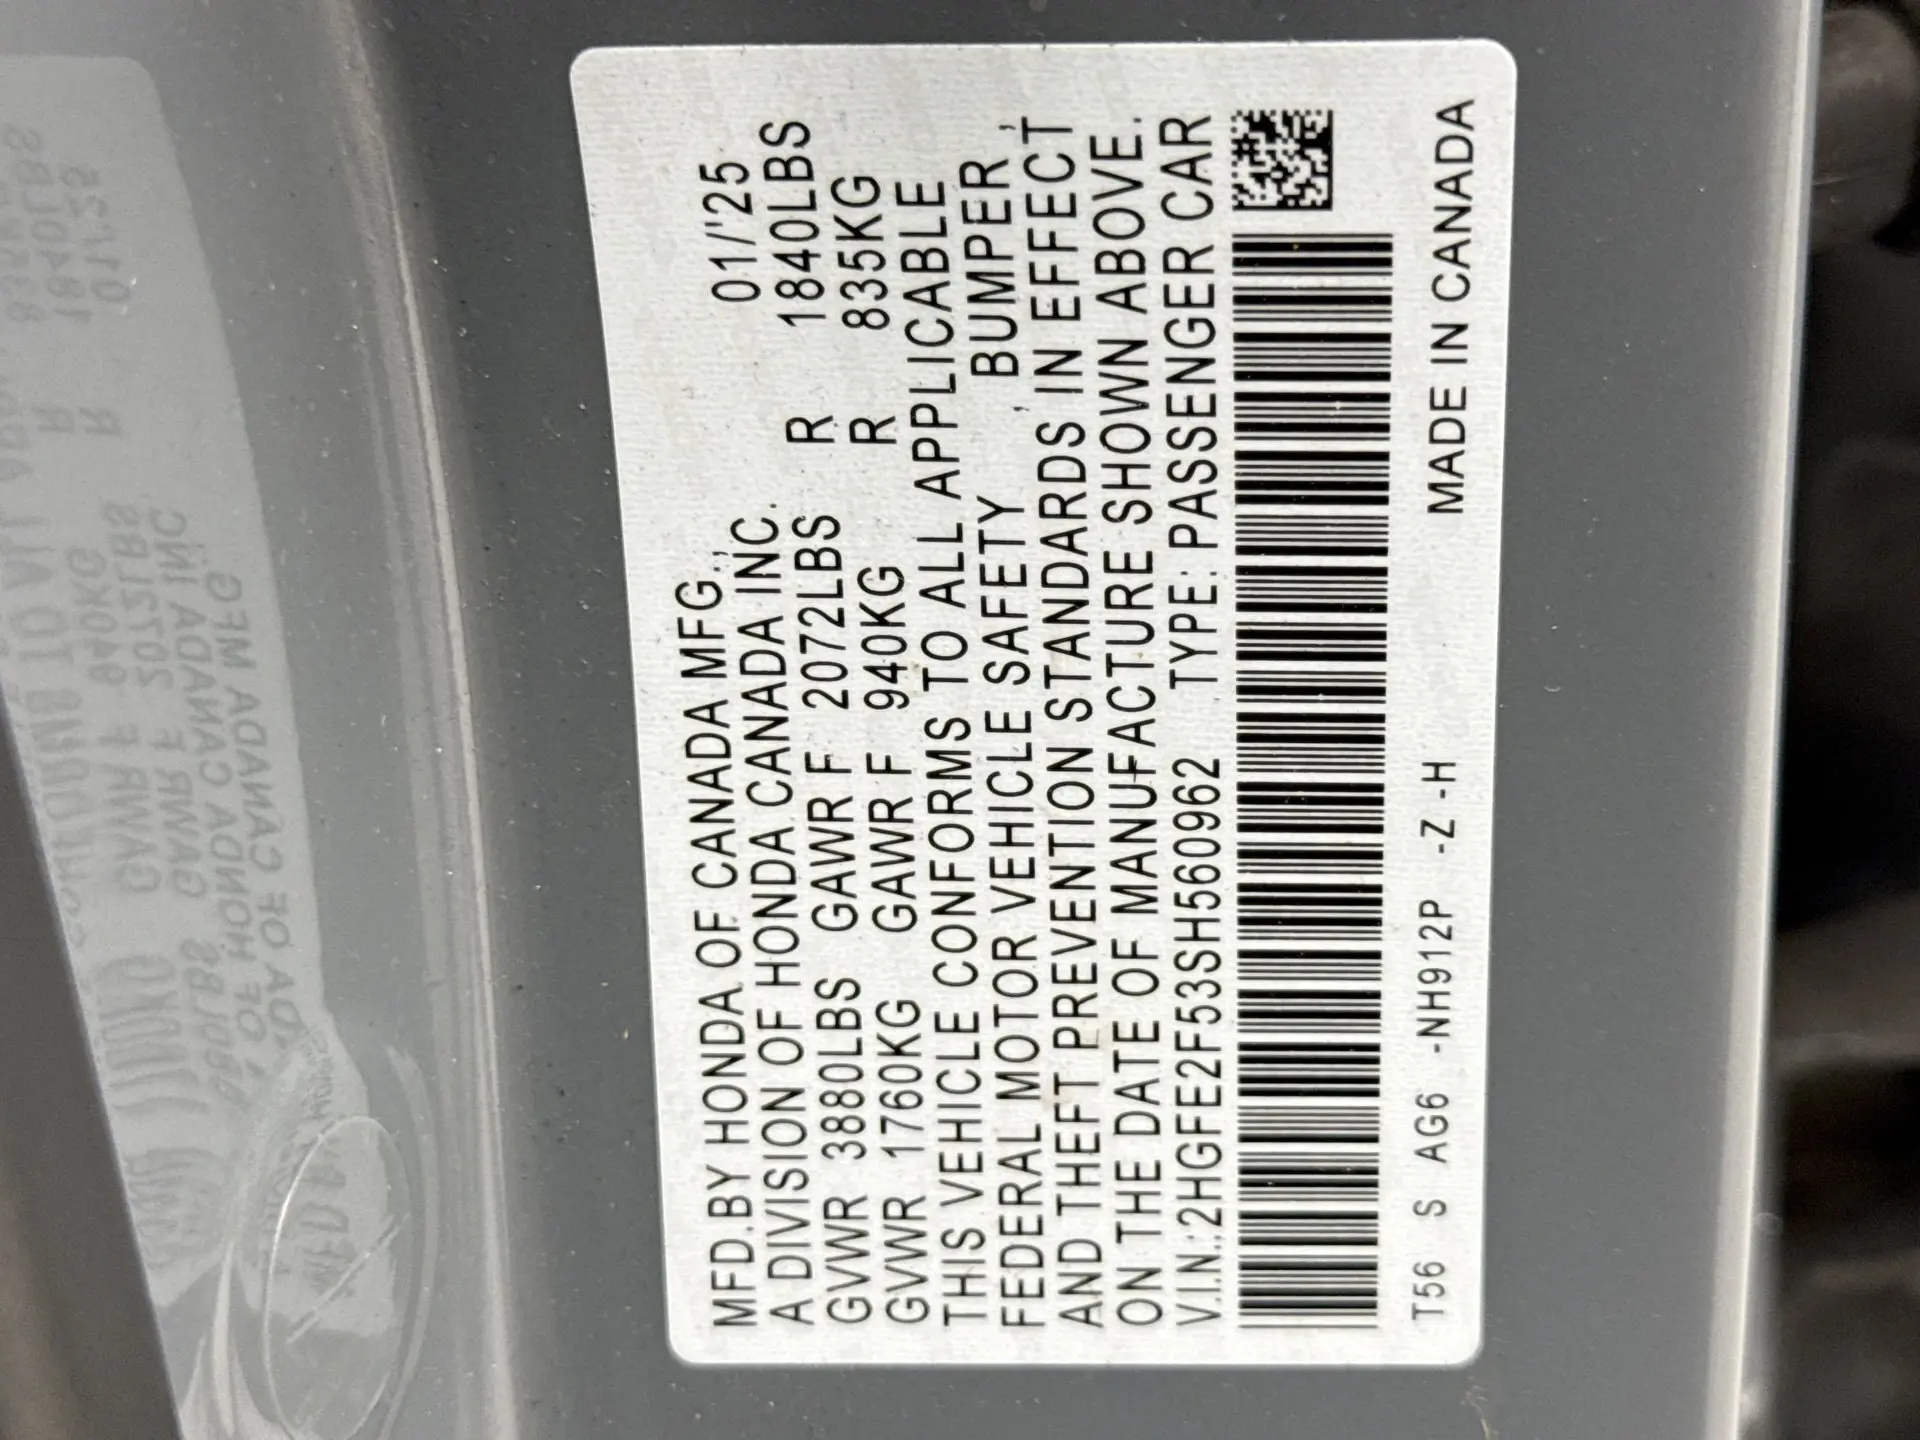 MFD.BY HONDA OF CANADA MFG., 01/'25
A DIVISION OF HONDA CANADA INC.
GVWR 3880LBS GAWR F 2072LBS R 1840LBS
GVWR 1760KG GAWR F 940KG R 835KG
THIS VEHICLE CONFORMS TO ALL APPLICABLE
FEDERAL MOTOR VEHICLE SAFETY, BUMPER,
AND THEFT PREVENTION STANDARDS IN EFFECT
ON THE DATE OF MANUFACTURE SHOWN ABOVE.
V.I.N.:2HGFE2F53SH560962 TYPE: PASSENGER CAR
T56 S AG6 -NH912P -Z -H MADE IN CANADA